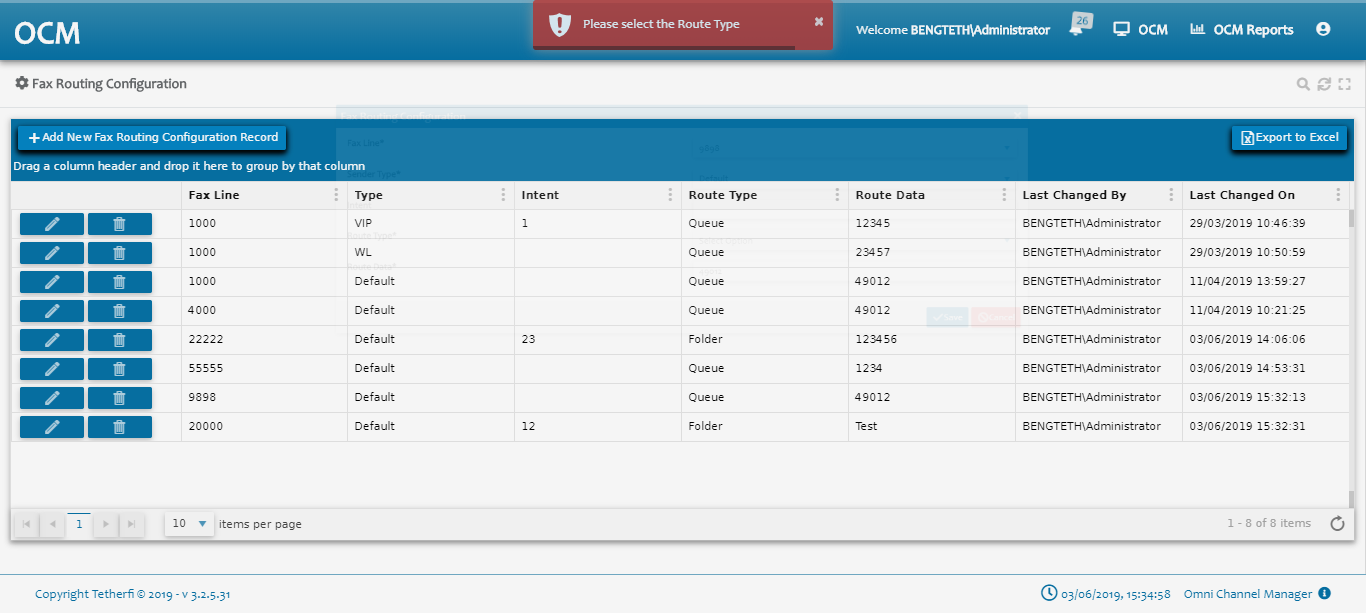 OCM
Please select the Route Type
Welcome BENGTETH\Administrator
26
OCM
OCM Reports
Fax Routing Configuration
Add New Fax Routing Configuration Record
Export to Excel
Drag a column header and drop it here to group by that column
Fax Line*
Route Type*
Fax Line Type Intent Route Type Route Data Last Changed By Last Changed On
1000 VIP 1 Queue 12345 BENGTETH\Administrator 29/03/2019 10:46:39
1000 WL Queue 23457 BENGTETH\Administrator 29/03/2019 10:50:59
1000 Default Queue 49012 BENGTETH\Administrator 11/04/2019 13:59:27
4000 Default Queue 49012 BENGTETH\Administrator 11/04/2019 10:21:25
22222 Default 23 Folder 123456 BENGTETH\Administrator 03/06/2019 14:06:06
55555 Default Queue 1234 BENGTETH\Administrator 03/06/2019 14:53:31
9898 Default Queue 49012 BENGTETH\Administrator 03/06/2019 15:32:13
20000 Default 12 Folder Test BENGTETH\Administrator 03/06/2019 15:32:31
1
10 items per page
1 - 8 of 8 items
Copyright Tetherfi © 2019 - v 3.2.5.31
03/06/2019, 15:34:58
Omni Channel Manager